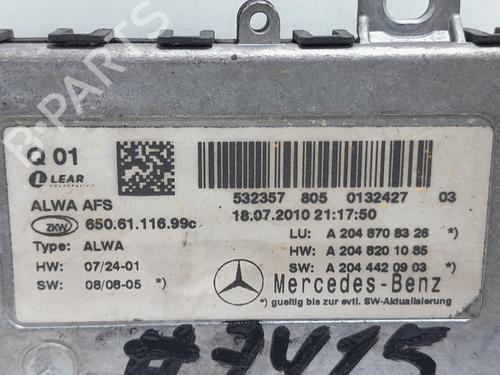 B-PARTS
Q 01
LEAR
CORPORATION
532357 805 0132427 03
ALWA AFS
18.07.2010 21:17:50
ZKW 650.61.116.99c
LU: A 204 870 83 26 *)
Type: ALWA
HW: A 204 820 10 85
HW: 07/24-01
SW: A 204 442 09 03 *)
SW: 08/08-05 *)
Mercedes-Benz
*) gueltig bis zur evtl. SW-Aktualisierung